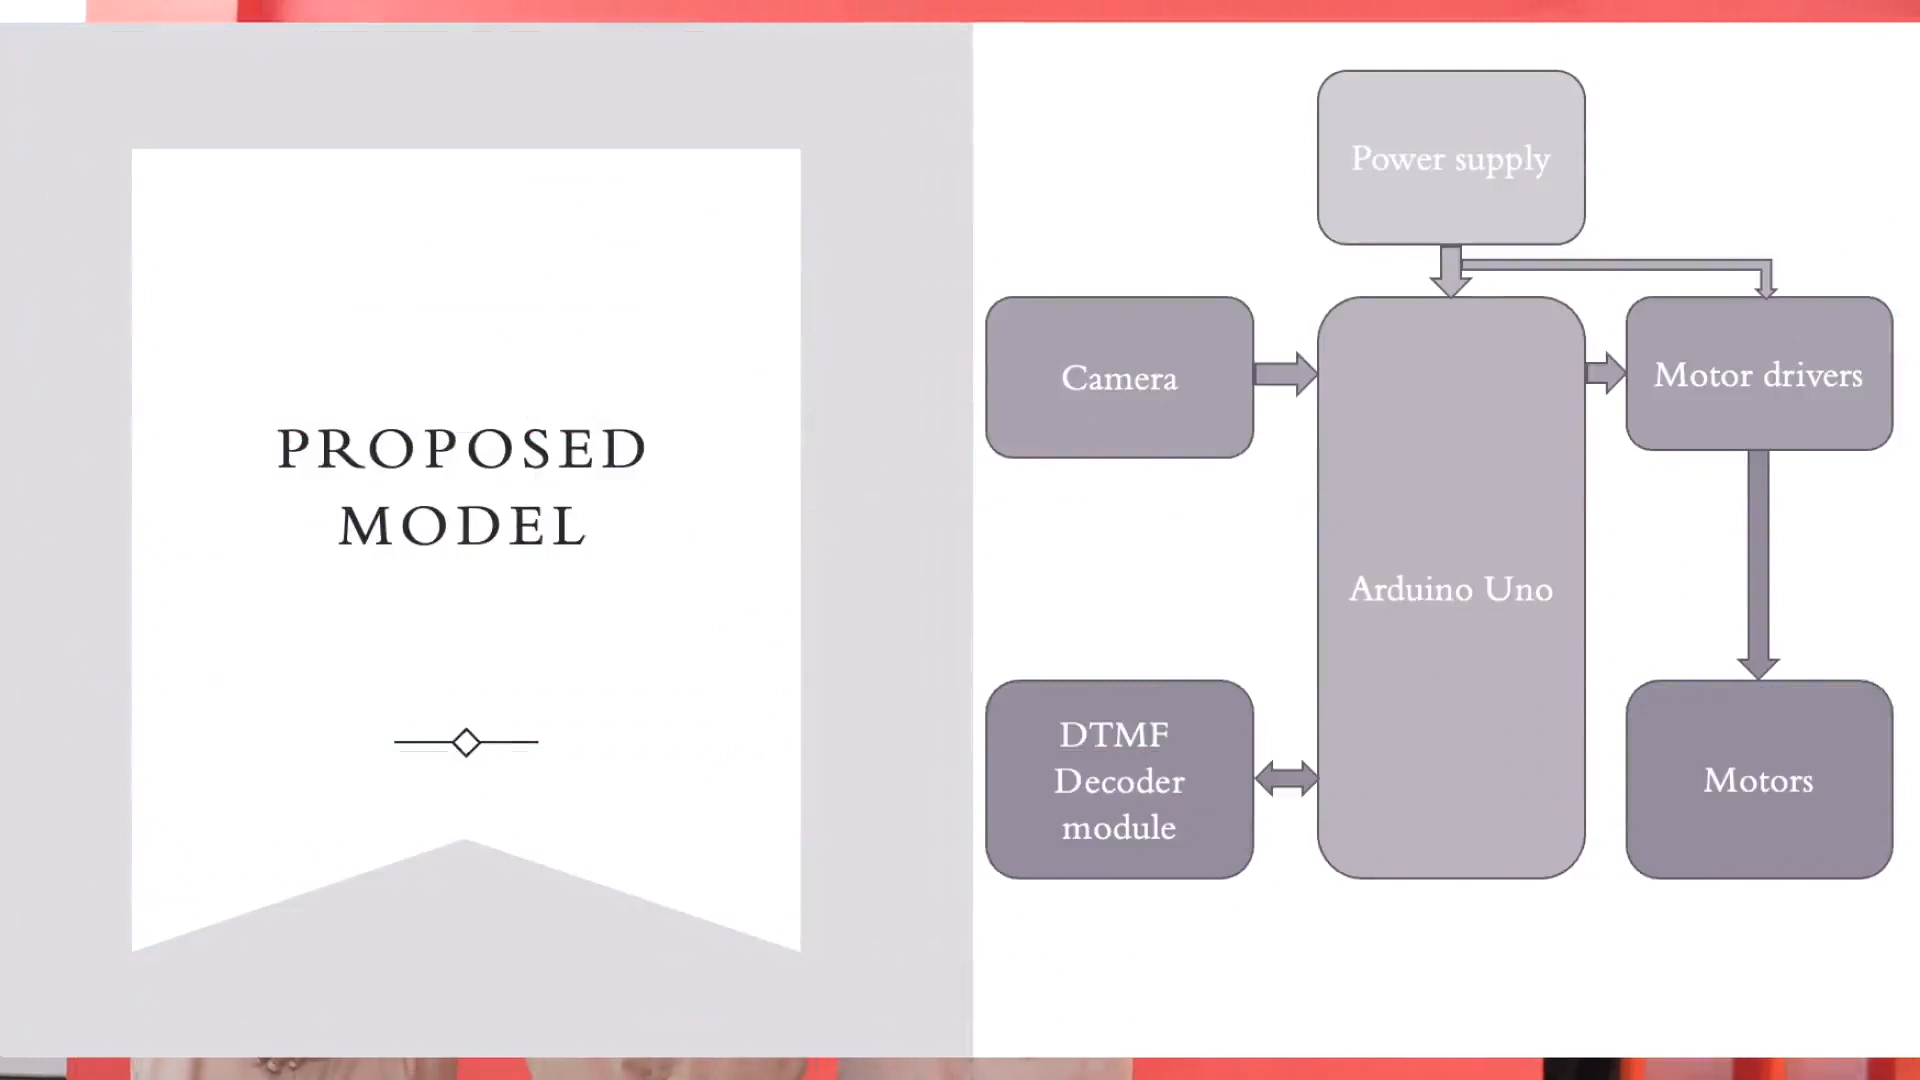 PROPOSED
MODEL
Power supply
Camera
Motor drivers
Arduino Uno
DTMF
Decoder
module
Motors